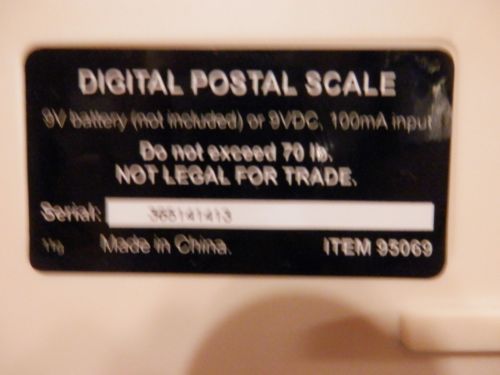 DIGITAL POSTAL SCALE
9V battery (not included) or 9VDC, 100mA input
Do not exceed 70 lb.
NOT LEGAL FOR TRADE.
Serial:
Made in China. ITEM 95069